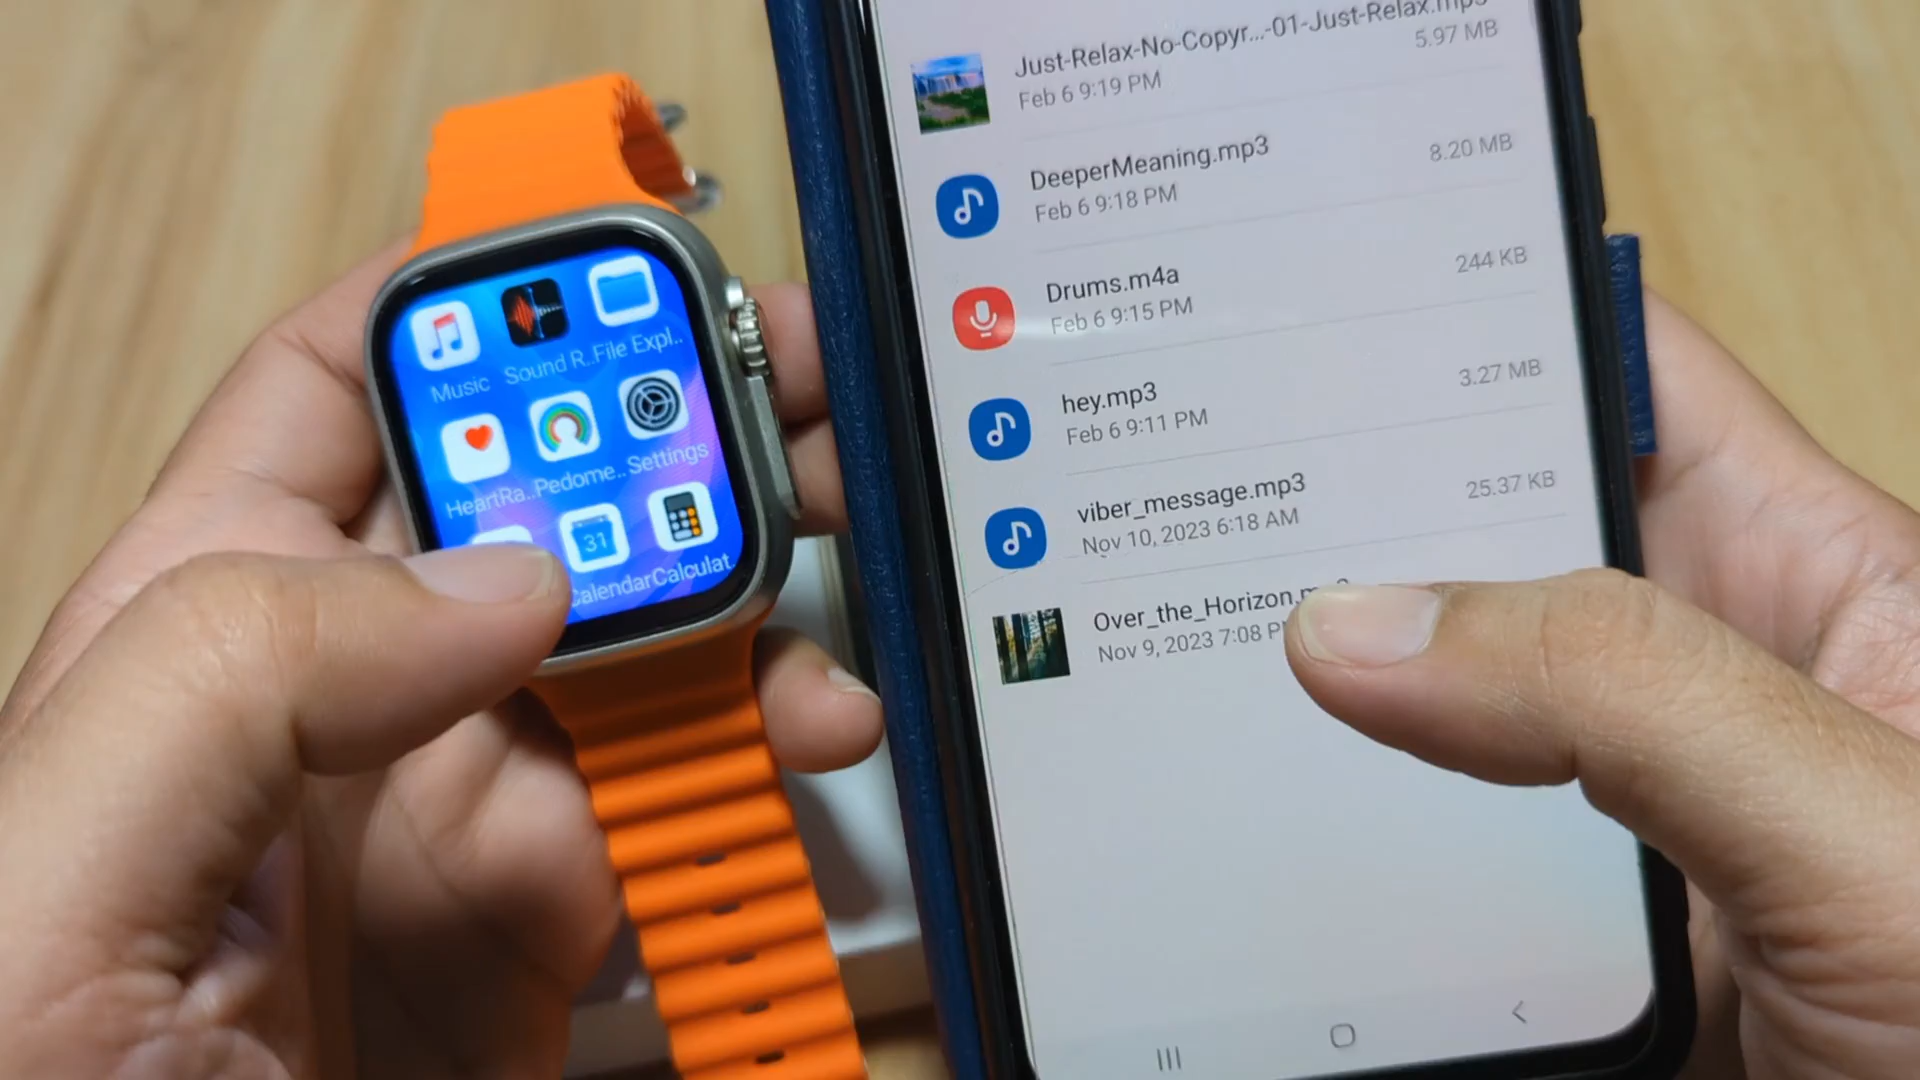 Music
Sound R..
File Expl..
HeartRa..
Pedome..
Settings
31
Calendar
Calculat.
Just-Relax-No-Copyr...-01-Just-Relax.mp3
Feb 6 9:19 PM
5.97 MB
DeeperMeaning.mp3
Feb 6 9:18 PM
8.20 MB
Drums.m4a
Feb 6 9:15 PM
244 KB
hey.mp3
Feb 6 9:11 PM
3.27 MB
viber_message.mp3
Nov 10, 2023 6:18 AM
25.37 KB
Over_the_Horizon.mp3
Nov 9, 2023 7:08 PM